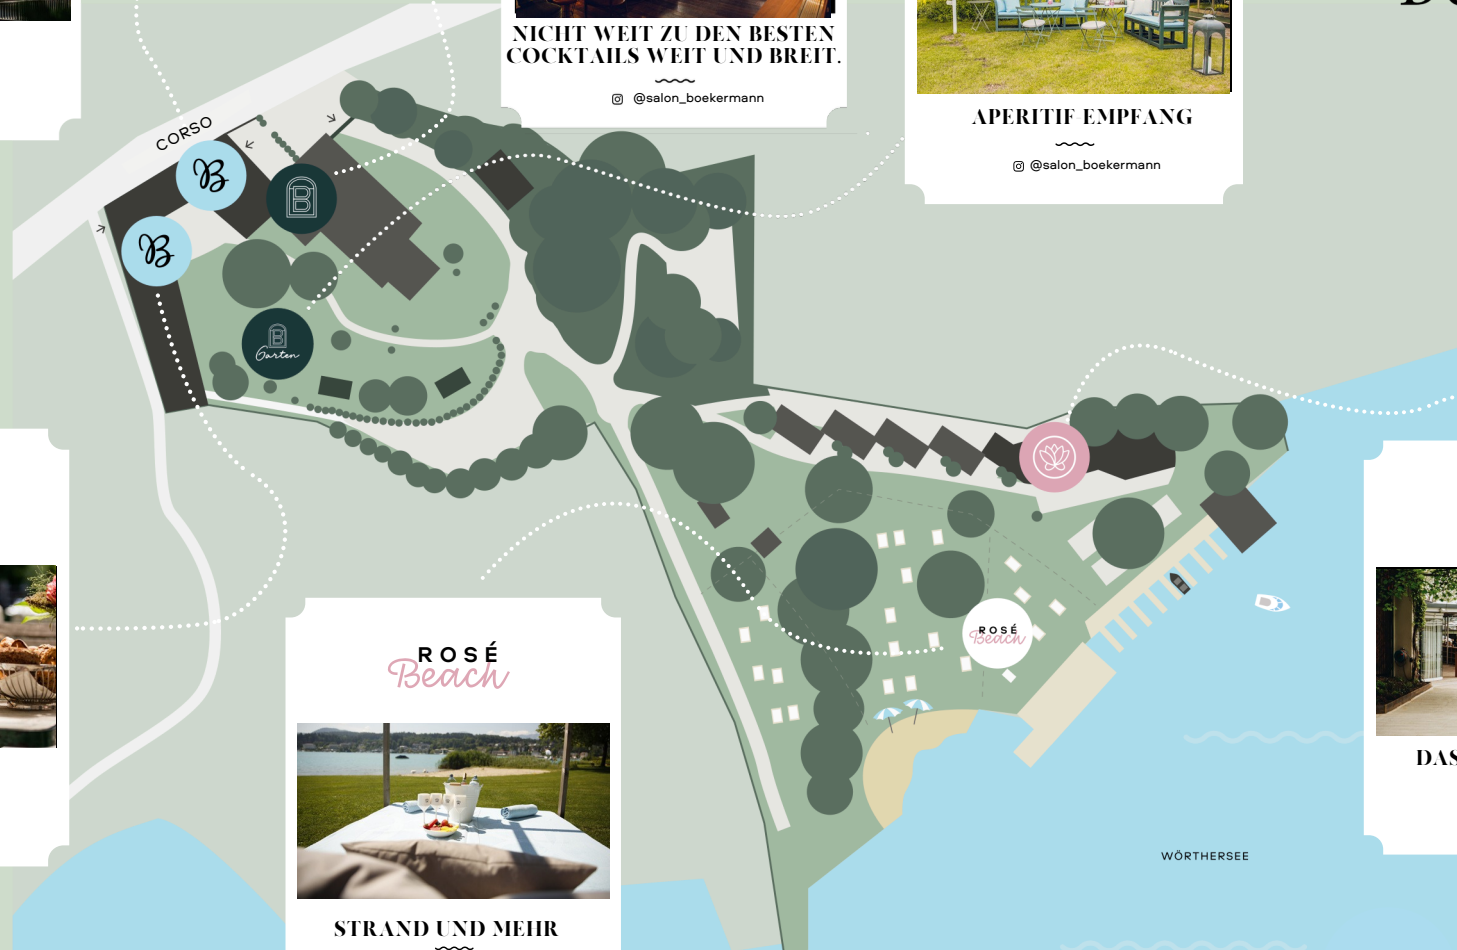 NICHT WEIT ZU DEN BESTEN
COCKTAILS WEIT UND BREIT.
@salon_boekermann
APERITIF EMPFANG
@salon_boekermann
CORSO
B
B
B
B
Garten
ROSÉ
Beach
ROSÉ
Beach
STRAND UND MEHR
DAS
WÖRTHERSEE